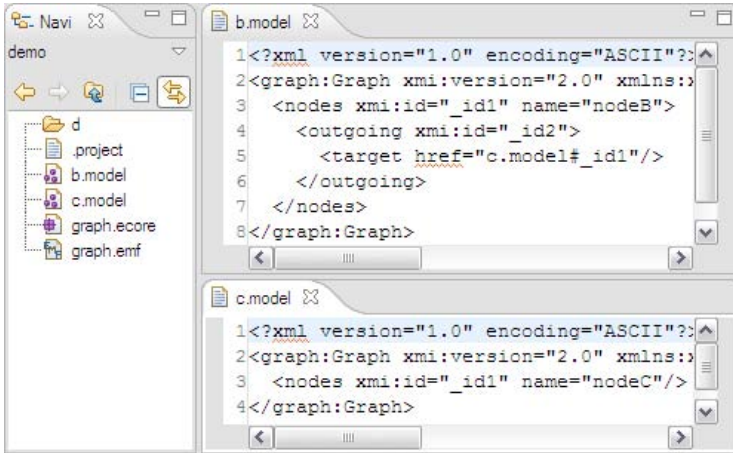 Navi
demo
d
.project
b.model
c.model
graph.ecore
graph.emf
b.model
1<?xml version="1.0" encoding="ASCII"?>
2<graph:Graph xmi:version="2.0" xmlns:x
3 <nodes xmi:id="_id1" name="nodeB">
4 <outgoing xmi:id="_id2">
5 <target href="c.model#_id1"/>
6 </outgoing>
7 </nodes>
8</graph:Graph>
c.model
1<?xml version="1.0" encoding="ASCII"?>
2<graph:Graph xmi:version="2.0" xmlns:x
3 <nodes xmi:id="_id1" name="nodeC"/>
4</graph:Graph>